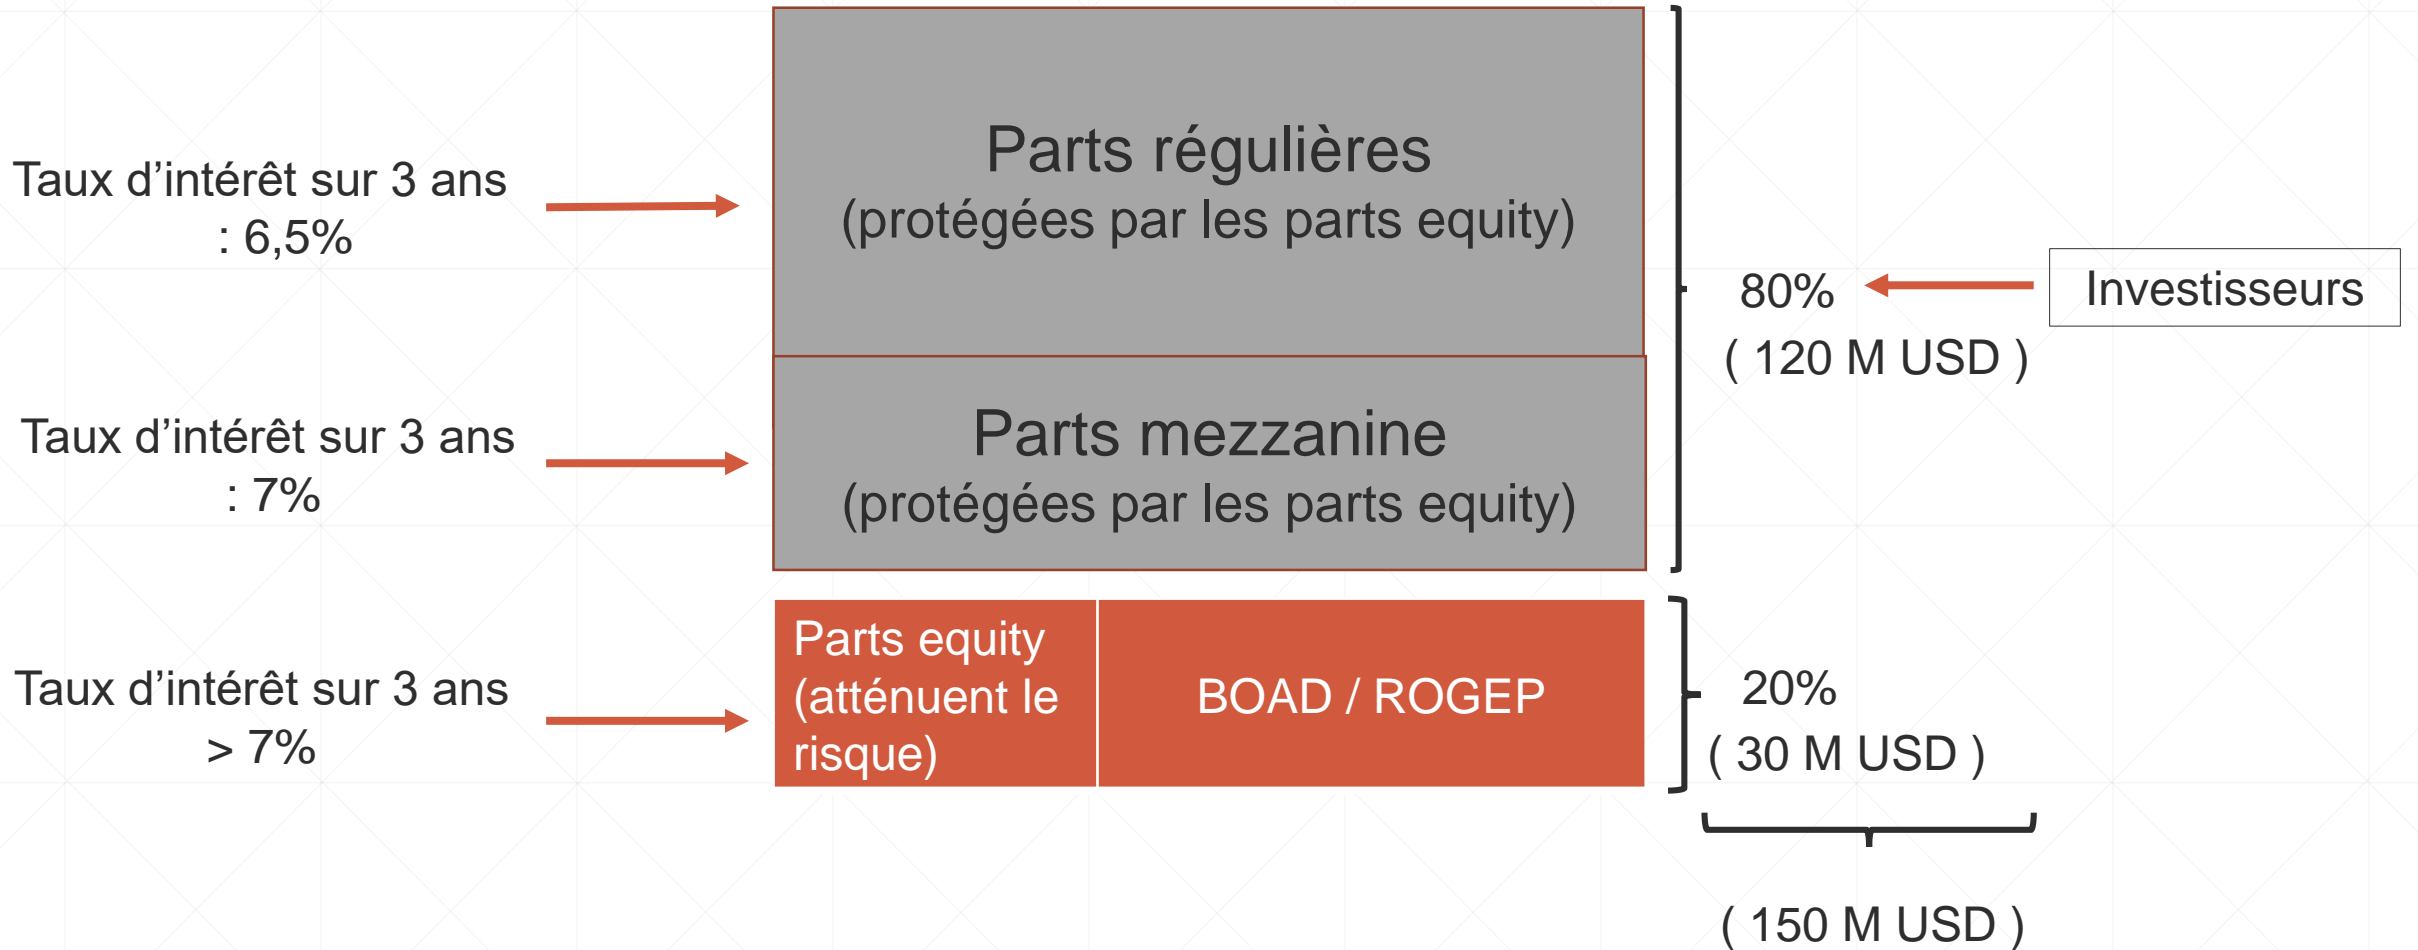 Parts régulières
(protégées par les parts equity)
Taux d’intérêt sur 3 ans
: 6,5%
80%
( 120 M USD )
Investisseurs
Parts mezzanine
(protégées par les parts equity)
Taux d’intérêt sur 3 ans
: 7%
Parts equity
(atténuent le
risque)
BOAD / ROGEP
Taux d’intérêt sur 3 ans
> 7%
20%
( 30 M USD )
( 150 M USD )